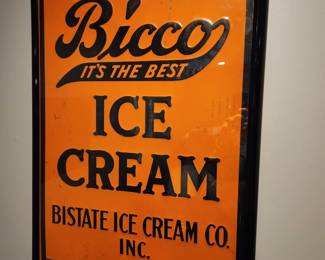 Bicco
IT'S THE BEST
ICE
CREAM
BISTATE ICE CREAM CO.
INC.